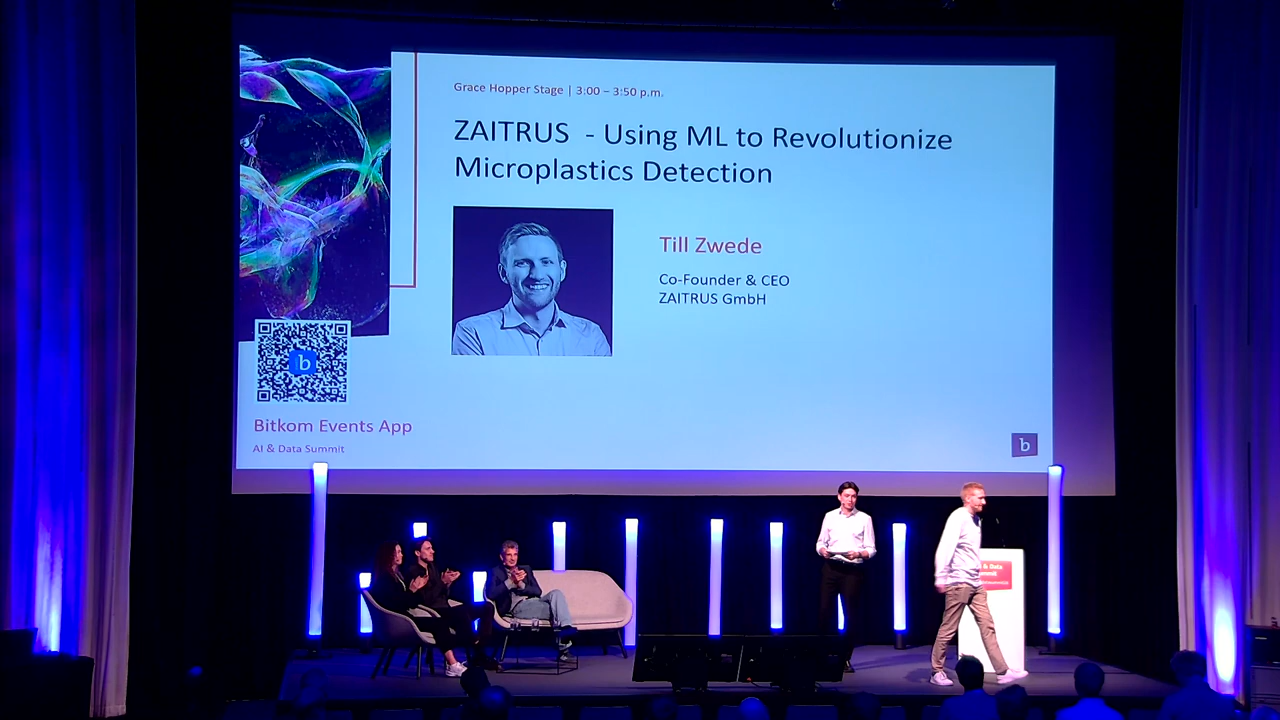 Grace Hopper Stage | 3:00 – 3:50 p.m.
ZAITRUS - Using ML to Revolutionize
Microplastics Detection
Till Zwede
Co-Founder & CEO
ZAITRUS GmbH
b
Bitkom Events App
AI & Data Summit
b
& Data